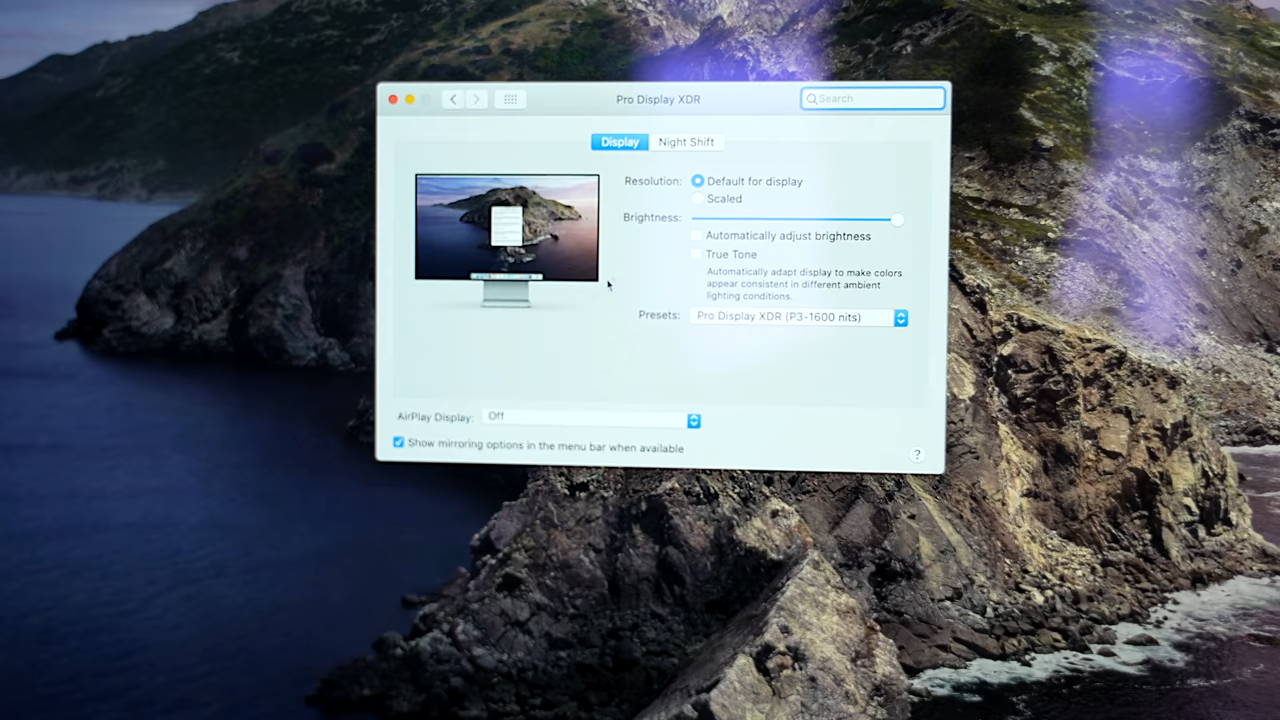 Pro Display XDR
Search
Display Night Shift
Resolution: Default for display
Scaled
Brightness:
Automatically adjust brightness
True Tone
Automatically adapt display to make colors
appear consistent in different ambient
lighting conditions.
Presets: Pro Display XDR (P3-1600 nits)
AirPlay Display: Off
Show mirroring options in the menu bar when available
?